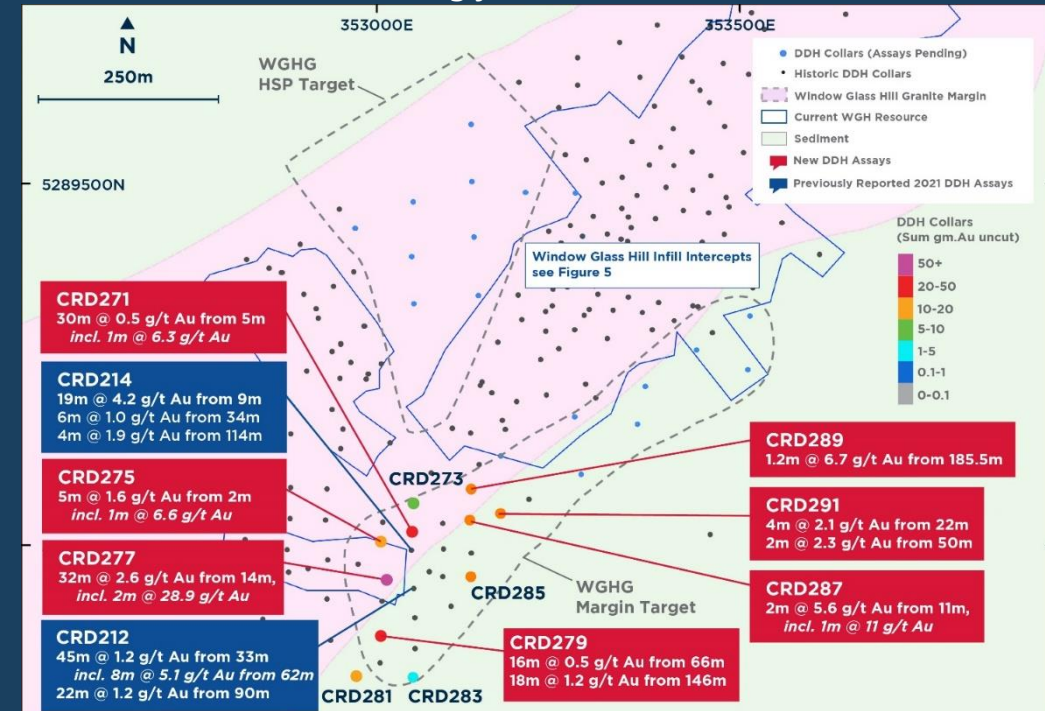 353000E
353500E
N
250m
WGHG
HSP Target
DDH Collars (Assays Pending)
Historic DDH Collars
Window Glass Hill Granite Margin
Current WGH Resource
Sediment
New DDH Assays
Previously Reported 2021 DDH Assays
5289500N
DDH Collars
(Sum gm.Au uncut)
50+
20-50
10-20
5-10
1-5
0.1-1
0-0.1
Window Glass Hill Infill Intercepts
see Figure 5
CRD271
30m @ 0.5 g/t Au from 5m
incl. 1m @ 6.3 g/t Au
CRD214
19m @ 4.2 g/t Au from 9m
6m @ 1.0 g/t Au from 34m
4m @ 1.9 g/t Au from 114m
CRD275
5m @ 1.6 g/t Au from 2m
incl. 1m @ 6.6 g/t Au
CRD277
32m @ 2.6 g/t Au from 14m,
incl. 2m @ 28.9 g/t Au
CRD212
45m @ 1.2 g/t Au from 33m
incl. 8m @ 5.1 g/t Au from 62m
22m @ 1.2 g/t Au from 90m
CRD273
CRD285
CRD281
CRD283
WGHG
Margin Target
CRD289
1.2m @ 6.7 g/t Au from 185.5m
CRD291
4m @ 2.1 g/t Au from 22m
2m @ 2.3 g/t Au from 50m
CRD287
2m @ 5.6 g/t Au from 11m,
incl. 1m @ 11 g/t Au
CRD279
16m @ 0.5 g/t Au from 66m
18m @ 1.2 g/t Au from 146m